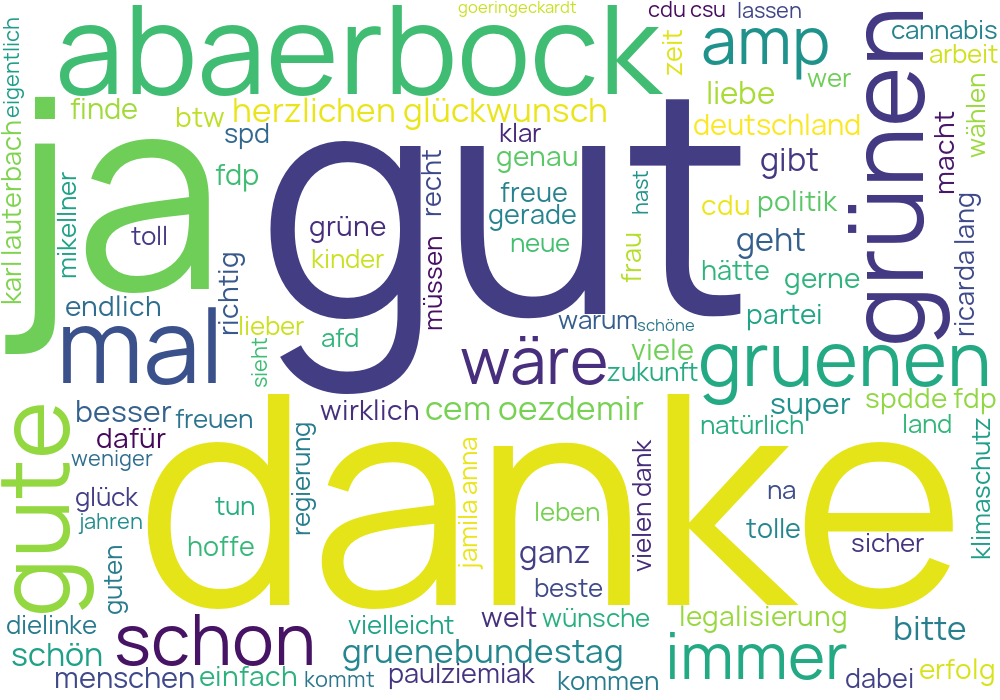 goeringeckardt
cdu csu
lassen
eigentlich
abaerbock
zeit
amp
wer
grünen
cannabis
arbeit
finde
btw
herzlichen glückwunsch
liebe
wählen
karl lauterbach
ja
spd
gut
klar
genau
deutschland
gibt
macht
mikellner
toll
fdp
grüne
kinder
recht
freue
gerade
neue
hast
frau
cdu
politik
geht
hätte
gerne
ricarda lang
endlich
richtig
lieber
müssen
warum
schöne
partei
mal
sieht
afd
wäre
viele
zukunft
gruenen
gute
besser
freuen
wirklich
cem oezdemir
super
spdde fdp
dafür
weniger
natürlich
land
klimaschutz
danke
glück
jahren
tun
regierung
hoffe
jamila anna
leben
vielen dank
na
tolle
ganz
sicher
guten
beste
dielinke
schon
vielleicht
welt
wünsche
legalisierung
bitte
schön
gruenebundestag
immer
menschen
einfach
kommt
paulziemiak
kommen
dabei
erfolg